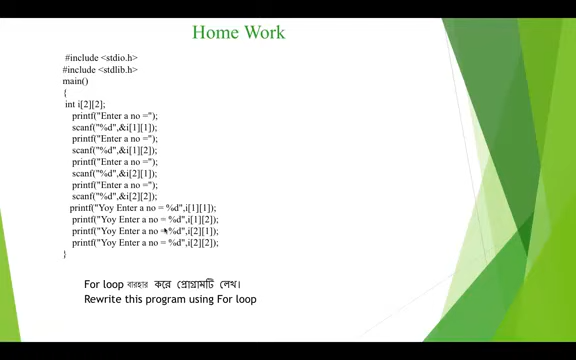 Home Work
#include <stdio.h>
#include <stdlib.h>
main()
{
int i[2][2];
printf("Enter a no =");
scanf("%d",&i[1][1]);
printf("Enter a no =");
scanf("%d",&i[1][2]);
printf("Enter a no =");
scanf("%d",&i[2][1]);
printf("Enter a no =");
scanf("%d",&i[2][2]);
printf("Yoy Enter a no = %d",i[1][1]);
printf("Yoy Enter a no = %d",i[1][2]);
printf("Yoy Enter a no = %d",i[2][1]);
printf("Yoy Enter a no = %d",i[2][2]);
}
For loop বারহার করে প্রোগ্রামটি লেখ।
Rewrite this program using For loop